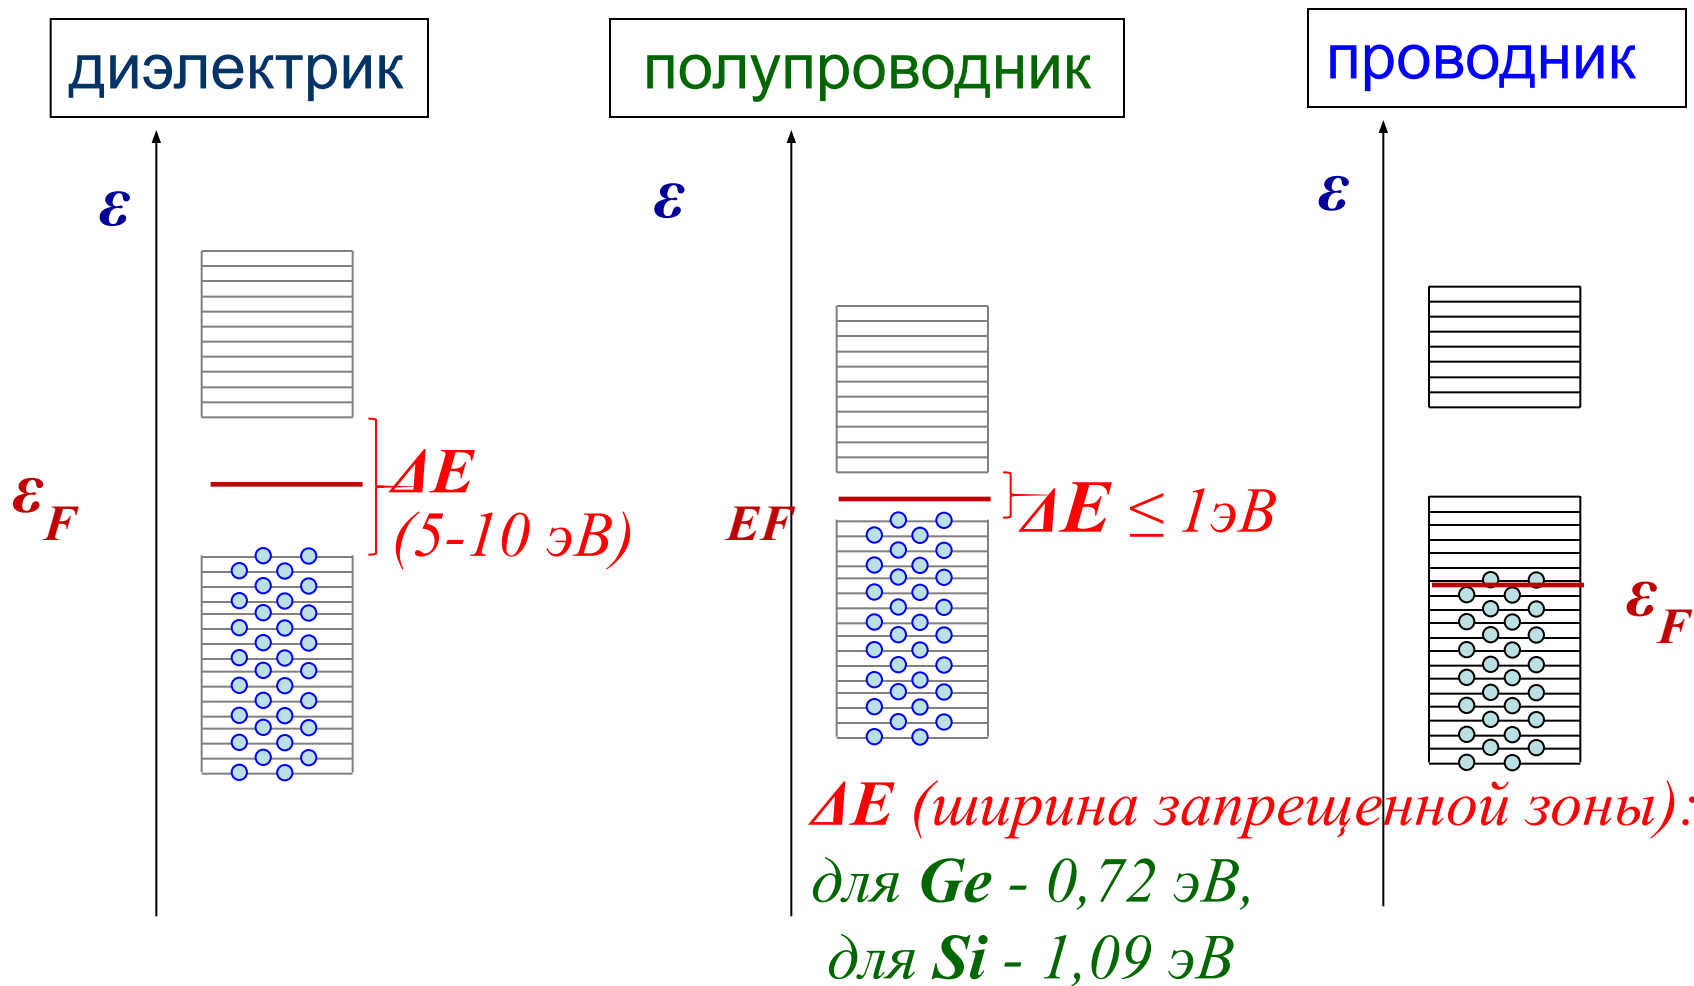 диэлектрик
полупроводник
проводник
ε
ε
ε
εF
ΔE
(5-10 эВ)
EF
ΔE ≤ 1эВ
εF
ΔE (ширина запрещенной зоны):
для Ge - 0,72 эВ,
для Si - 1,09 эВ